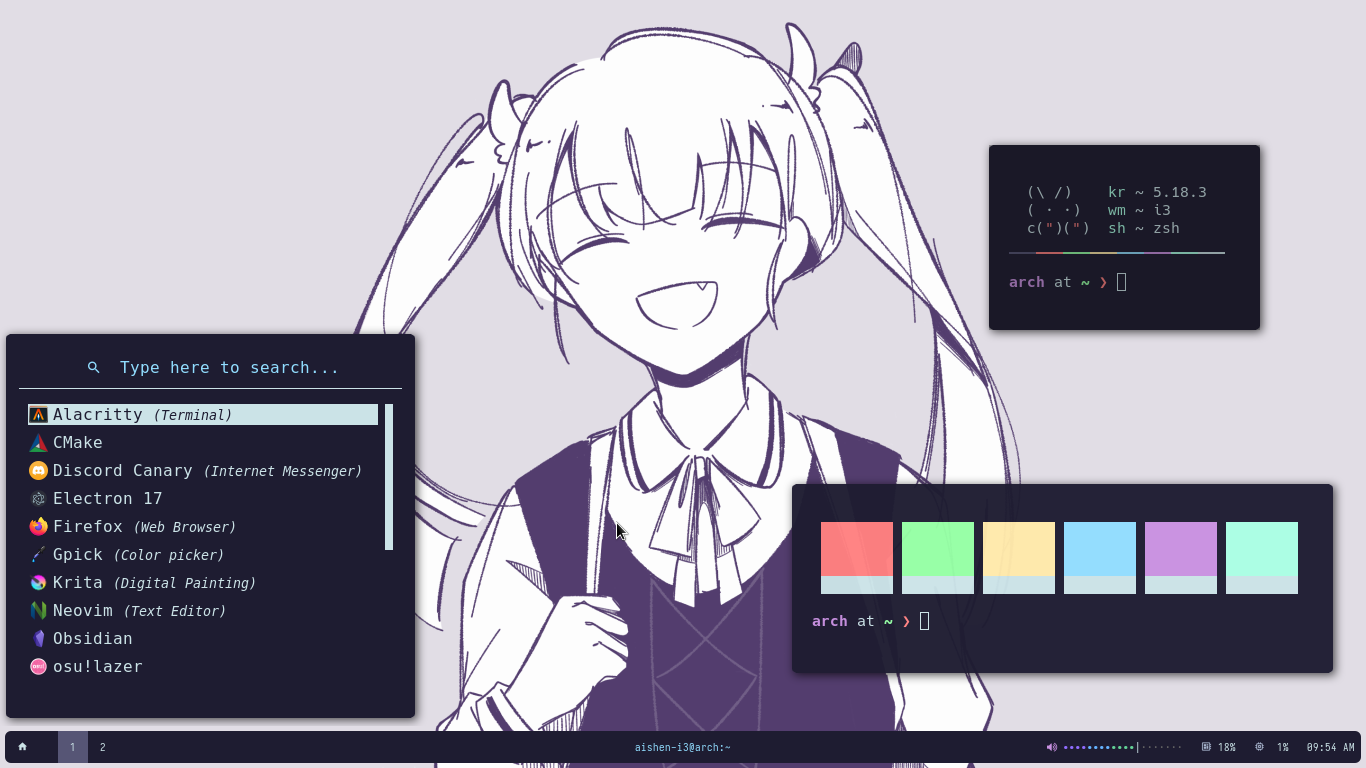 Type here to search...
Alacritty (Terminal)
CMake
Discord Canary (Internet Messenger)
Electron 17
Firefox (Web Browser)
Gpick (Color picker)
Krita (Digital Painting)
Neovim (Text Editor)
Obsidian
osu!lazer
(\ /) kr ~ 5.18.3
( · ·) wm ~ i3
c(")(") sh ~ zsh
arch at ~ ❯
arch at ~ ❯
1 2 aishen-i3@arch:~ 18% 1% 09:54 AM